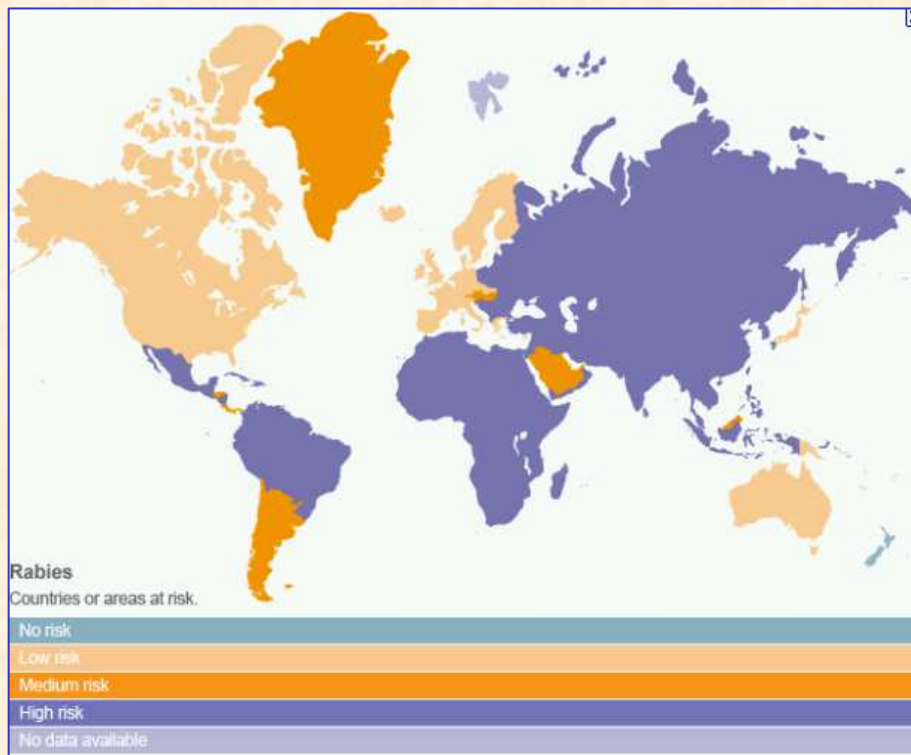 Rabies
Countries or areas at risk.
No risk
Low risk
Medium risk
High risk
No data available